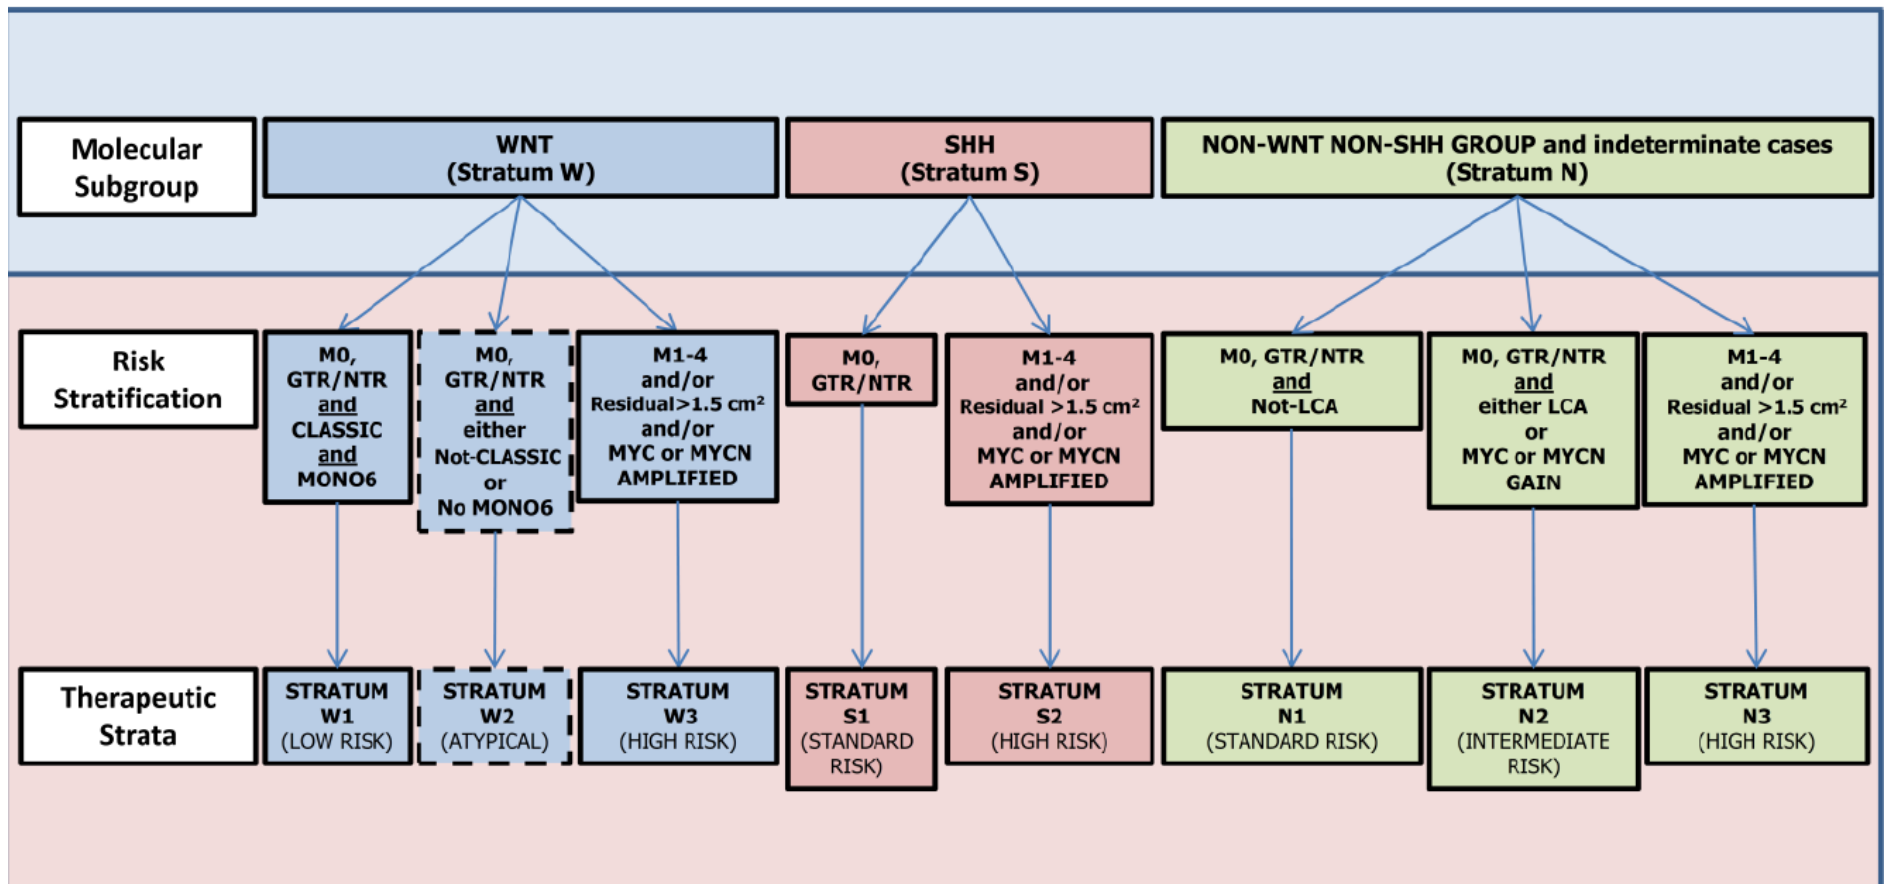 Molecular
Subgroup
WNT
(Stratum W)
SHH
(Stratum S)
NON-WNT NON-SHH GROUP and indeterminate cases
(Stratum N)
Risk
Stratification
M0,
GTR/NTR
and
CLASSIC
and
MONO6
M0,
GTR/NTR
and
either
Not-CLASSIC
or
No MONO6
M1-4
and/or
Residual>1.5 cm²
and/or
MYC or MYCN
AMPLIFIED
M0,
GTR/NTR
M1-4
and/or
Residual >1.5 cm²
and/or
MYC or MYCN
AMPLIFIED
M0, GTR/NTR
and
Not-LCA
M0, GTR/NTR
and
either LCA
or
MYC or MYCN
GAIN
M1-4
and/or
Residual >1.5 cm²
and/or
MYC or MYCN
AMPLIFIED
Therapeutic
Strata
STRATUM
W1
(LOW RISK)
STRATUM
W2
(ATYPICAL)
STRATUM
W3
(HIGH RISK)
STRATUM
S1
(STANDARD
RISK)
STRATUM
S2
(HIGH RISK)
STRATUM
N1
(STANDARD RISK)
STRATUM
N2
(INTERMEDIATE
RISK)
STRATUM
N3
(HIGH RISK)